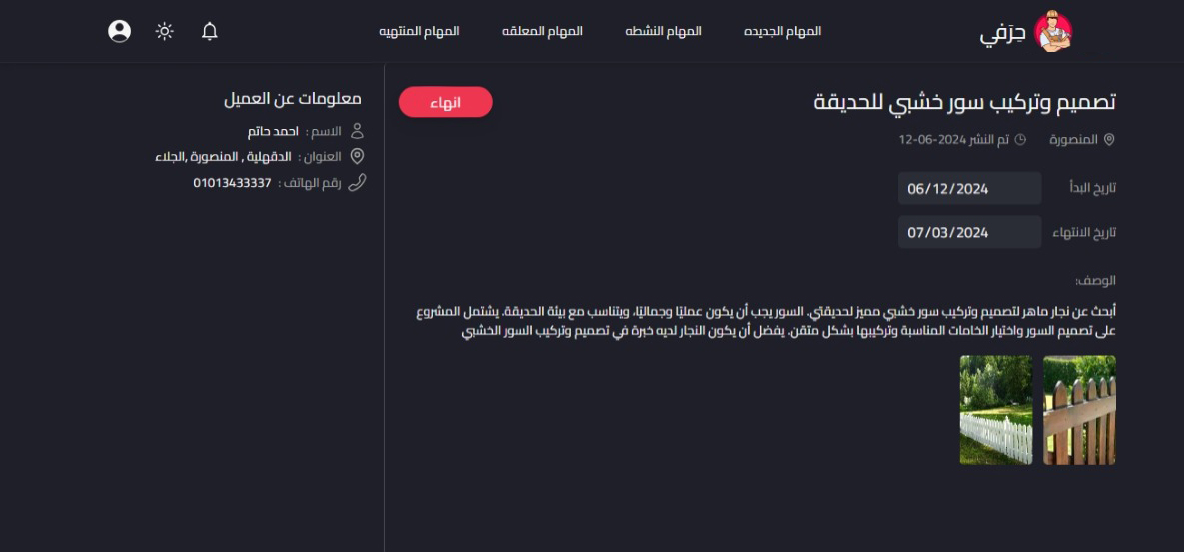 حِرَفي
المهام الجديده
المهام النشطه
المهام المعلقه
المهام المنتهيه
تصميم وتركيب سور خشبي للحديقة
انهاء
المنصورة
تم النشر 2024-06-12
تاريخ البدأ
06/12/2024
تاريخ الانتهاء
07/03/2024
الوصف:
أبحث عن نجار ماهر لتصميم وتركيب سور خشبي مميز لحديقتي. السور يجب أن يكون عمليًا وجماليًا، ويتناسب مع بيئة الحديقة. يشتمل المشروع
على تصميم السور واختيار الخامات المناسبة وتركيبها بشكل متقن. يفضل أن يكون النجار لديه خبرة في تصميم وتركيب السور الخشبي
معلومات عن العميل
الاسم : احمد حاتم
العنوان : الدقهلية , المنصورة ,الجلاء
رقم الهاتف : 01013433337